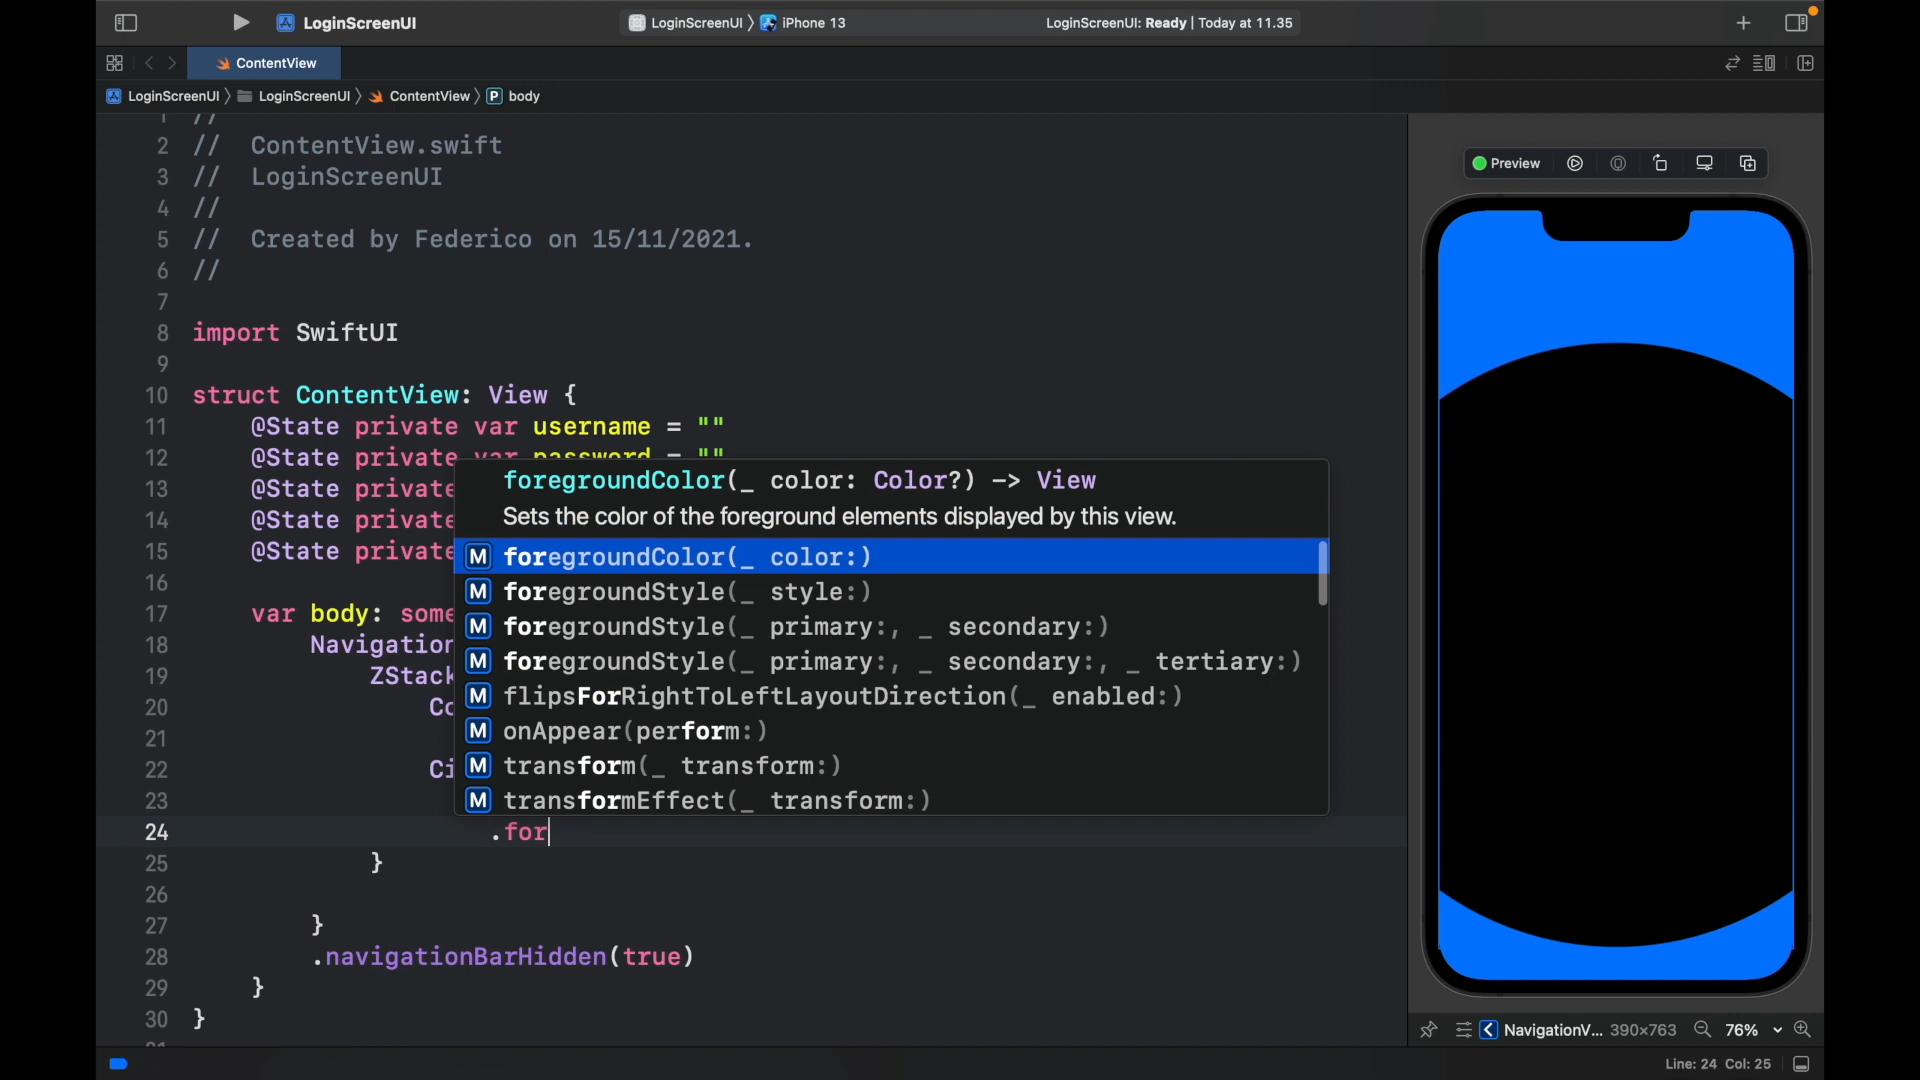 LoginScreenUI
LoginScreenUI 〉 iPhone 13
LoginScreenUI: Ready | Today at 11.35
ContentView
LoginScreenUI 〉 LoginScreenUI 〉 ContentView 〉 P body
1 //
2 // ContentView.swift
3 // LoginScreenUI
4 //
5 // Created by Federico on 15/11/2021.
6 //
7
8 import SwiftUI
9
10 struct ContentView: View {
11 @State private var username = ""
12 @State private var password = ""
13 @State private
14 @State private
15 @State private
16
17 var body: some
18 Navigation
19 ZStack
20 Co
21
22 Ci
23
24 .for
25 }
26
27 }
28 .navigationBarHidden(true)
29 }
30 }
foregroundColor(_ color: Color?) -> View
Sets the color of the foreground elements displayed by this view.
M foregroundColor(_ color:)
M foregroundStyle(_ style:)
M foregroundStyle(_ primary:, _ secondary:)
M foregroundStyle(_ primary:, _ secondary:, _ tertiary:)
M flipsForRightToLeftLayoutDirection(_ enabled:)
M onAppear(perform:)
M transform(_ transform:)
M transformEffect(_ transform:)
Preview
NavigationV... 390×763 76%
Line: 24 Col: 25